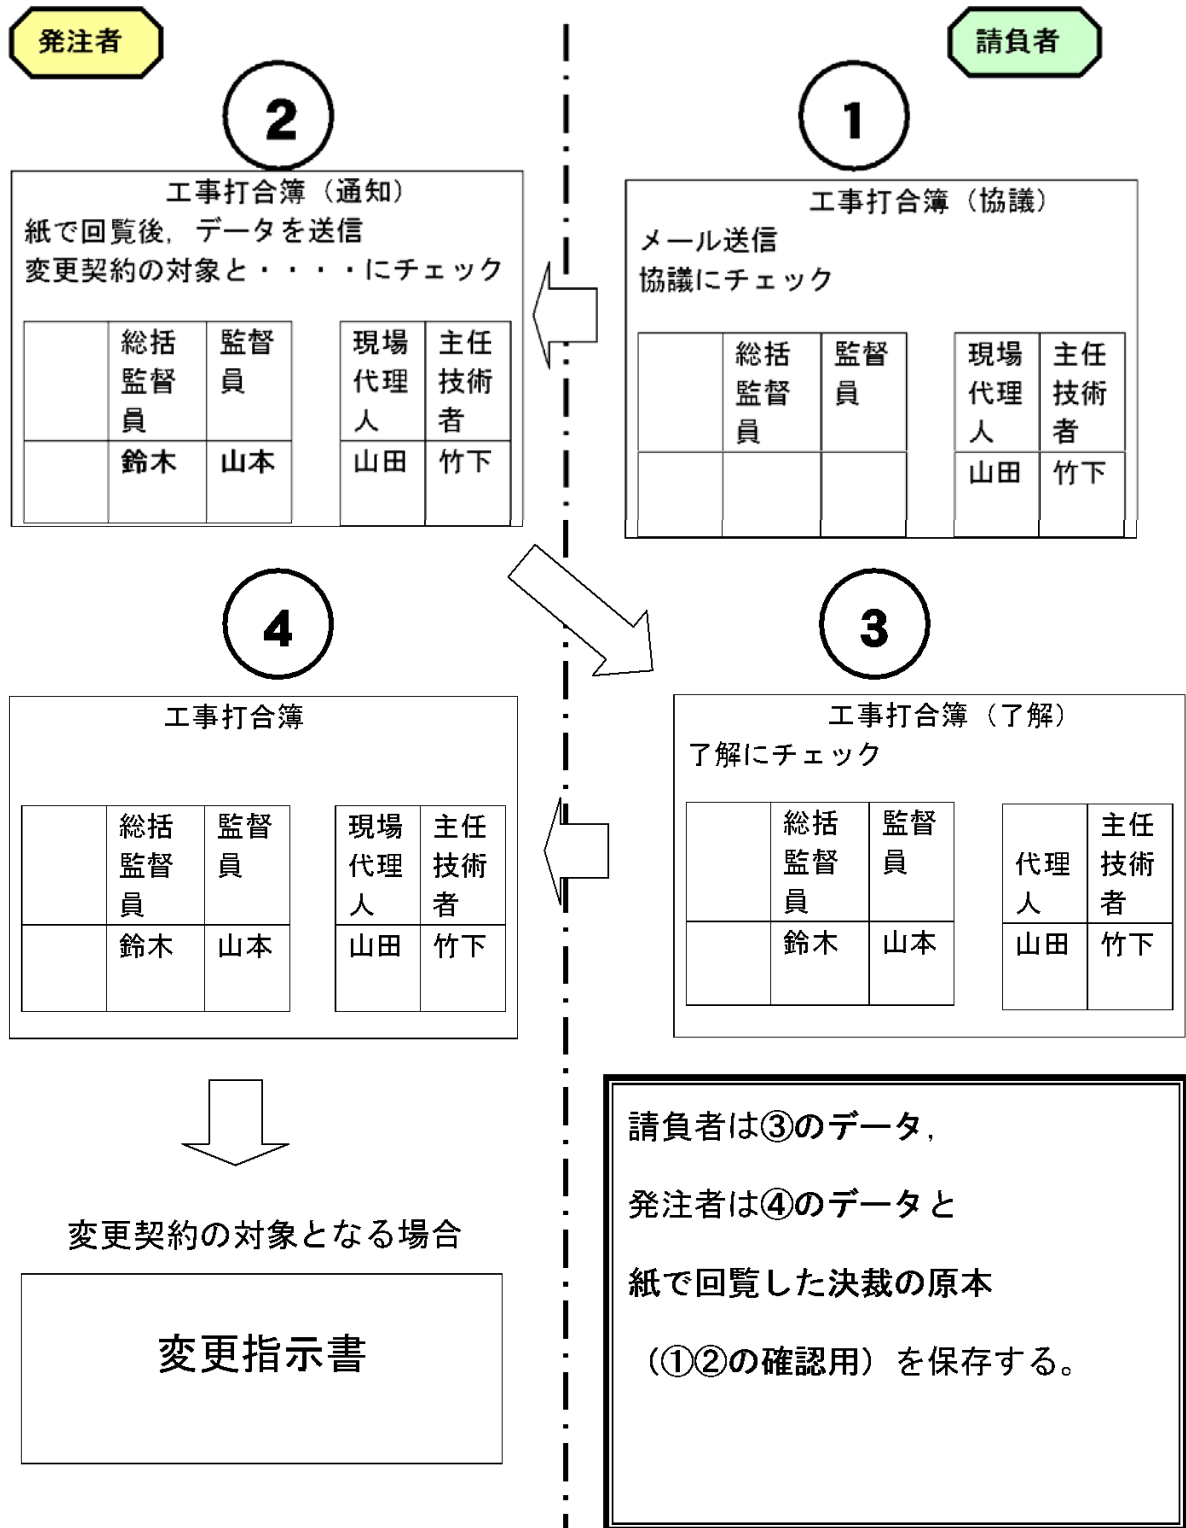 発注者
請負者
2
工事打合簿（通知）
紙で回覧後，データを送信
変更契約の対象と・・・・にチェック
総括監督員
監督員
現場代理人
主任技術者
鈴木
山本
山田
竹下
1
工事打合簿（協議）
メール送信
協議にチェック
総括監督員
監督員
現場代理人
主任技術者
山田
竹下
4
工事打合簿
総括監督員
監督員
現場代理人
主任技術者
鈴木
山本
山田
竹下
3
工事打合簿（了解）
了解にチェック
総括監督員
監督員
代理人
主任技術者
鈴木
山本
山田
竹下
変更契約の対象となる場合
変更指示書
請負者は③のデータ，
発注者は④のデータと
紙で回覧した決裁の原本
（①②の確認用）を保存する。